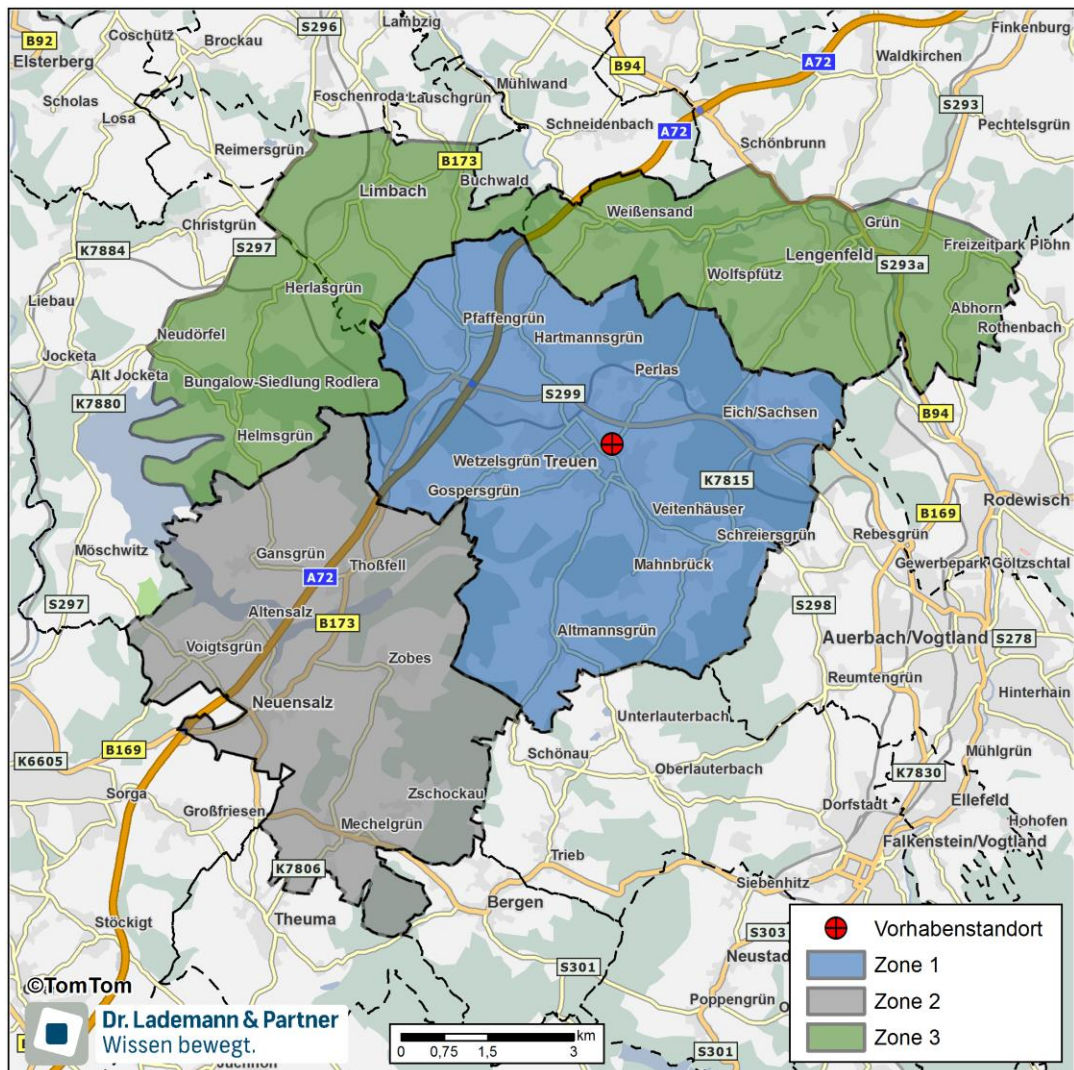 B92
Coschütz
Brockau
S296
Lambzig
Elsterberg
B94
A72
Waldkirchen
Finkenburg
Scholas
Losa
Foschenroda
Lauschgrün
Mühlwand
S293
Reimersgrün
Schneidenbach
A72
Schönbrunn
Pechtelsgrün
B173
Limbach
Buchwald
Christgrün
Weißensand
Grün
K7884
S297
Wolfspfütz
Lengenfeld
S293a
Freizeitpark Plohn
Liebau
Herlasgrün
Abhorn
Rothenbach
Neudörfel
Pfaffengrün
Hartmannsgrün
Jocketa
Alt Jocketa
Bungalow-Siedlung Rodlera
Perlas
K7880
S299
Eich/Sachsen
B94
Helmsgrün
Wetzelsgrün
Treuen
K7815
Gospersgrün
Rodewisch
Veitenhäuser
B169
Möschwitz
Gansgrün
Thoßfell
Schreiersgrün
Rebesgrün
A72
Mahnbrück
Gewerbepark Göltzschtal
S297
Altensalz
B173
S298
Altmannsgrün
Auerbach/Vogtland
S278
Voigtsgrün
Zobes
Reumtengrün
Neuensalz
Hinterhain
Unterlauterbach
B169
Schönau
Mühlgrün
K6605
Oberlauterbach
K7830
Sorga
Zschockau
Ellefeld
Großfriesen
Dorfstadt
Hohofen
Mechelgrün
Falkenstein/Vogtland
Trieb
K7806
Siebenhitz
Bergen
Stöckigt
Theuma
S303
Neustad
S301
Poppengrün
S301
Vorhabenstandort
Zone 1
Zone 2
Zone 3
©TomTom
Dr. Lademann & Partner
Wissen bewegt.
km
0 0,75 1,5 3